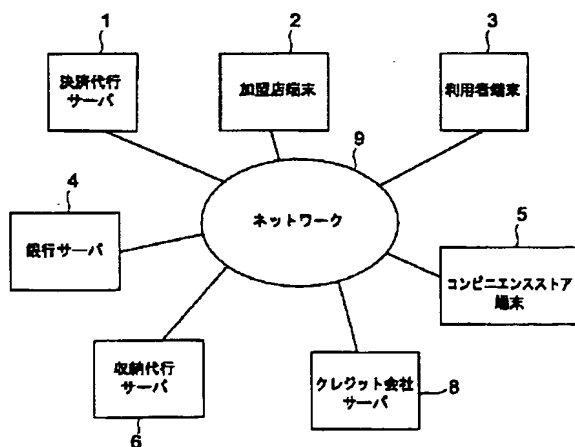 1
決済代行
サーバ
2
加盟店端末
3
利用者端末
9
ネットワーク
4
銀行サーバ
5
コンビニエンスストア
端末
収納代行
サーバ
6
クレジット会社
サーバ
8